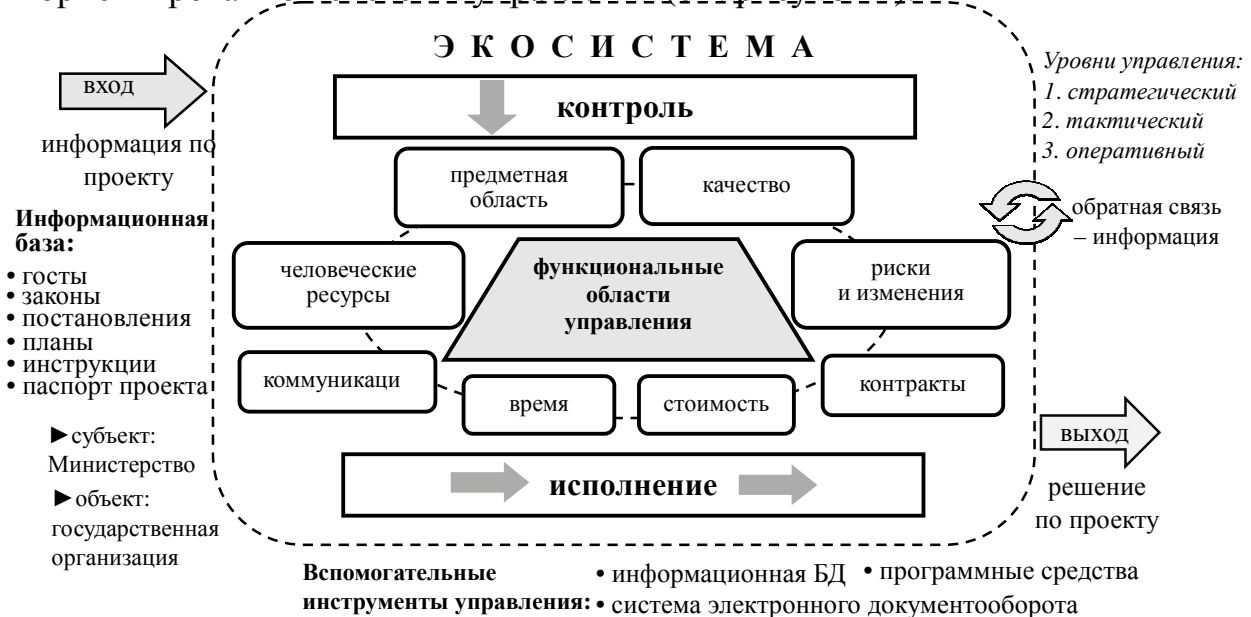 Э К О С И С Т Е М А
вход
информация по
проекту
Информационная
база:
• госты
• законы
• постановления
• планы
• инструкции
• паспорт проекта
►субъект:
Министерство
►объект:
государственная
организация
контроль
предметная
область
качество
человеческие
ресурсы
функциональные
области
управления
риски
и изменения
коммуникаци
время
стоимость
контракты
исполнение
Уровни управления:
1. стратегический
2. тактический
3. оперативный
обратная связь
– информация
выход
решение
по проекту
Вспомогательные
инструменты управления:
• информационная БД • программные средства
• система электронного документооборота